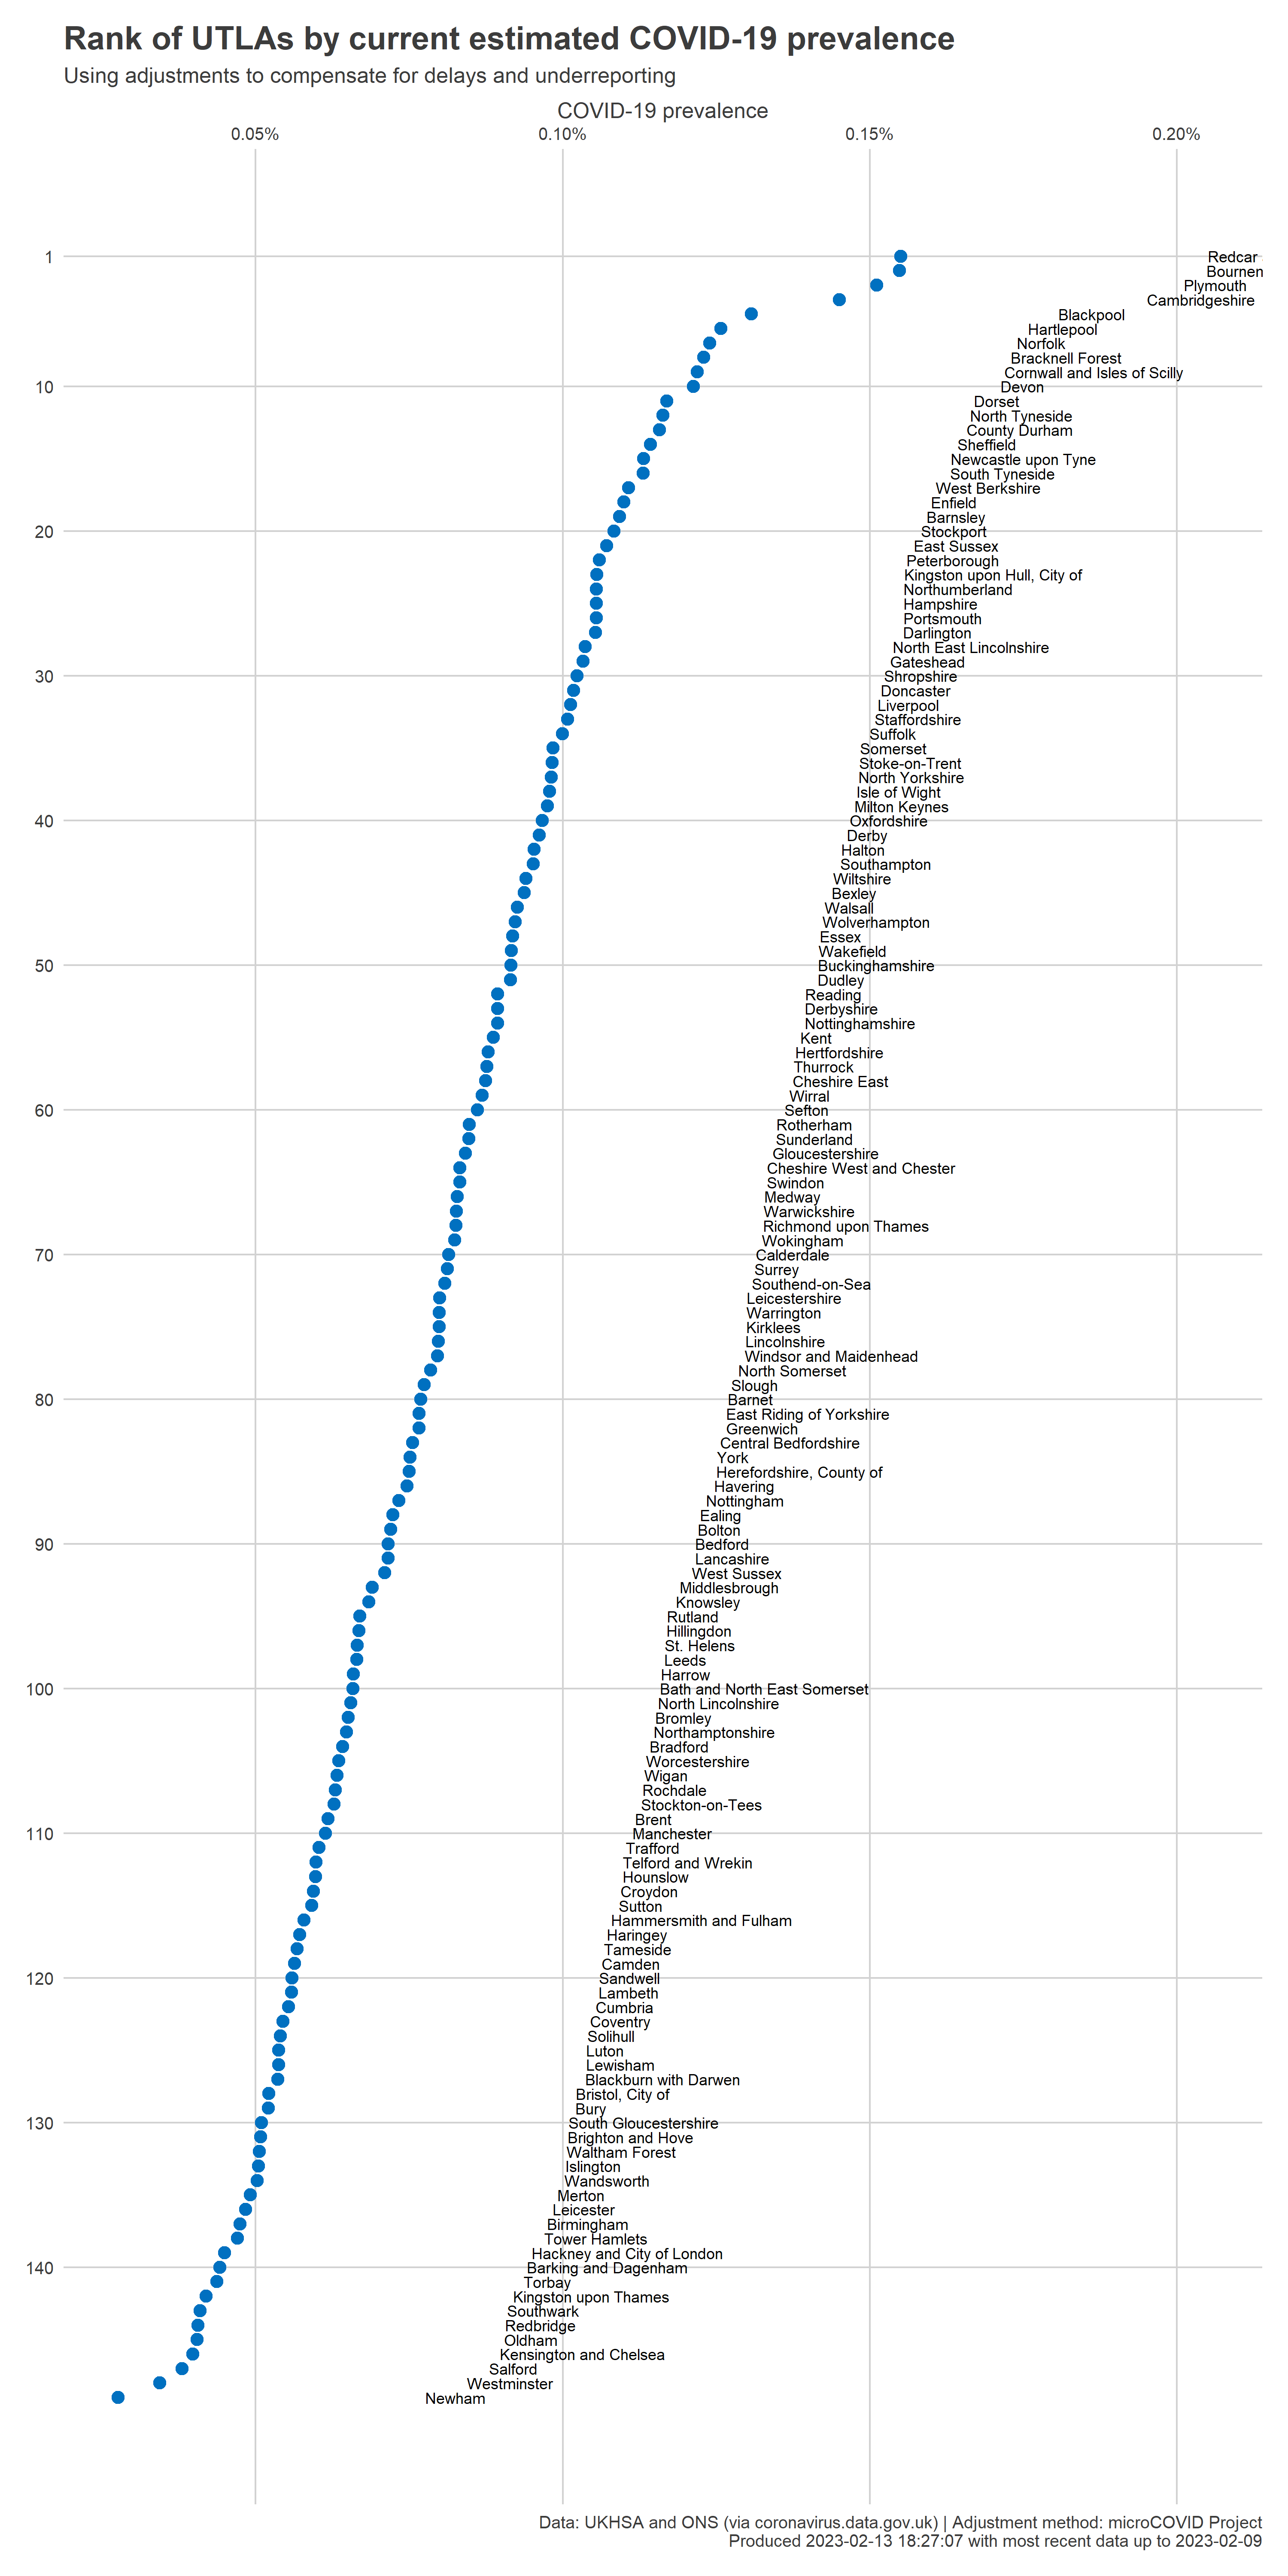 Rank of UTLAs by current estimated COVID-19 prevalence
Using adjustments to compensate for delays and underreporting
COVID-19 prevalence
0.05% 0.10% 0.15% 0.20%
1 Redcar
Bournen
Plymouth
Cambridgeshire
Blackpool
Hartlepool
Norfolk
Bracknell Forest
Cornwall and Isles of Scilly
10 Devon
Dorset
North Tyneside
County Durham
Sheffield
Newcastle upon Tyne
South Tyneside
West Berkshire
Enfield
Barnsley
20 Stockport
East Sussex
Peterborough
Kingston upon Hull, City of
Northumberland
Hampshire
Portsmouth
Darlington
North East Lincolnshire
Gateshead
30 Shropshire
Doncaster
Liverpool
Staffordshire
Suffolk
Somerset
Stoke-on-Trent
North Yorkshire
Isle of Wight
Milton Keynes
40 Oxfordshire
Derby
Halton
Southampton
Wiltshire
Bexley
Walsall
Wolverhampton
Essex
Wakefield
50 Buckinghamshire
Dudley
Reading
Derbyshire
Nottinghamshire
Kent
Hertfordshire
Thurrock
Cheshire East
Wirral
60 Sefton
Rotherham
Sunderland
Gloucestershire
Cheshire West and Chester
Swindon
Medway
Warwickshire
Richmond upon Thames
Wokingham
70 Calderdale
Surrey
Southend-on-Sea
Leicestershire
Warrington
Kirklees
Lincolnshire
Windsor and Maidenhead
North Somerset
Slough
80 Barnet
East Riding of Yorkshire
Greenwich
Central Bedfordshire
York
Herefordshire, County of
Havering
Nottingham
Ealing
Bolton
90 Bedford
Lancashire
West Sussex
Middlesbrough
Knowsley
Rutland
Hillingdon
St. Helens
Leeds
Harrow
100 Bath and North East Somerset
North Lincolnshire
Bromley
Northamptonshire
Bradford
Worcestershire
Wigan
Rochdale
Stockton-on-Tees
Brent
110 Manchester
Trafford
Telford and Wrekin
Hounslow
Croydon
Sutton
Hammersmith and Fulham
Haringey
Tameside
Camden
120 Sandwell
Lambeth
Cumbria
Coventry
Solihull
Luton
Lewisham
Blackburn with Darwen
Bristol, City of
Bury
130 South Gloucestershire
Brighton and Hove
Waltham Forest
Islington
Wandsworth
Merton
Leicester
Birmingham
Tower Hamlets
Hackney and City of London
140 Barking and Dagenham
Torbay
Kingston upon Thames
Southwark
Redbridge
Oldham
Kensington and Chelsea
Salford
Westminster
Newham
Data: UKHSA and ONS (via coronavirus.data.gov.uk) | Adjustment method: microCOVID Project
Produced 2023-02-13 18:27:07 with most recent data up to 2023-02-09